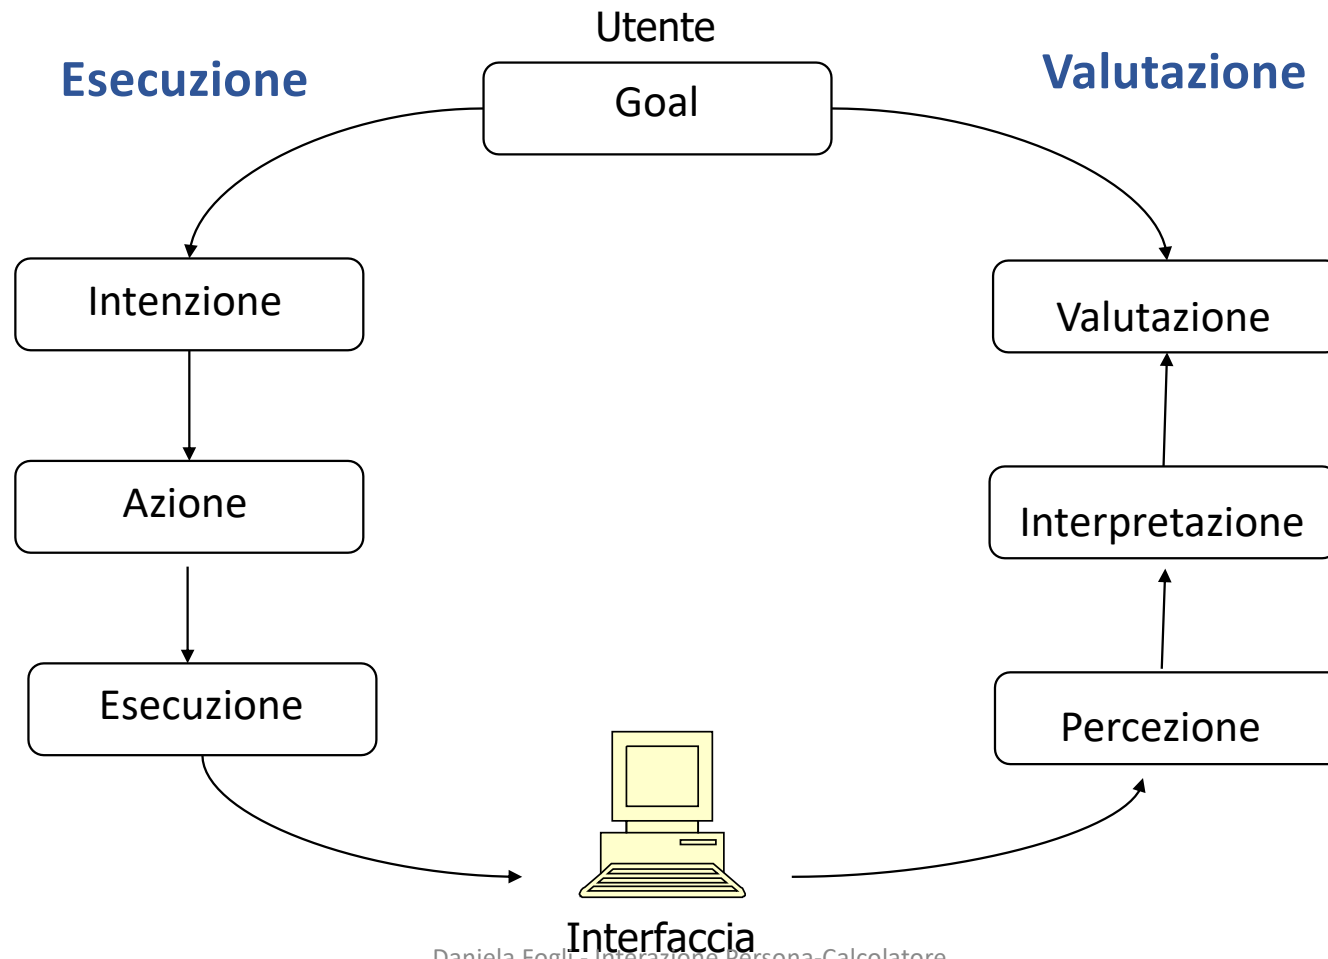 Utente
Esecuzione
Valutazione
Goal
Intenzione
Valutazione
Azione
Interpretazione
Esecuzione
Percezione
Interfaccia
Daniela Fogli - Interazione Persona-Calcolatore